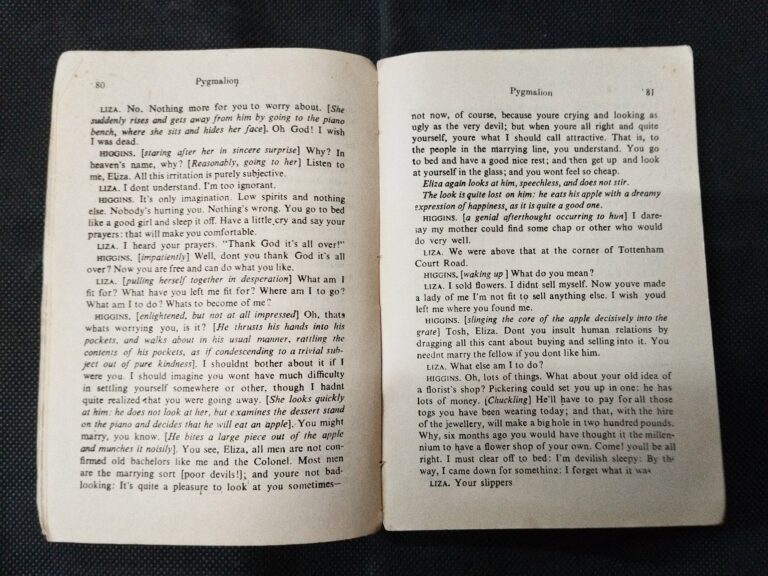 80
Pygmalion
LIZA. No. Nothing more for you to worry about. [She
suddenly rises and gets away from him by going to the piano
bench, where she sits and hides her face]. Oh God! I wish
I was dead.
HIGGINS. [staring after her in sincere surprise] Why? In
heaven's name, why? [Reasonably, going to her] Listen to
me, Eliza. All this irritation is purely subjective.
LIZA. I dont understand. I'm too ignorant.
HIGGINS. It's only imagination. Low spirits and nothing
else. Nobody's hurting you. Nothing's wrong. You go to bed
like a good girl and sleep it off. Have a little cry and say your
prayers: that will make you comfortable.
LIZA. I heard your prayers. "Thank God it's all over!"
HIGGINS. [impatiently] Well, dont you thank God it's all
over? Now you are free and can do what you like.
LIZA. [pulling herself together in desperation] What am I
fit for? What have you left me fit for? Where am I to go?
What am I to do? Whats to become of me?
HIGGINS. [enlightened, but not at all impressed] Oh, thats
whats worrying you, is it? [He thrusts his hands into his
pockets, and walks about in his usual manner, rattling the
contents of his pockets, as if condescending to a trivial sub-
ject out of pure kindness]. I shouldnt bother about it if I
were you. I should imagine you wont have much difficulty
in settling yourself somewhere or other, though I hadnt
quite realized that you were going away. [She looks quickly
at him: he does not look at her, but examines the dessert stand
on the piano and decides that he will eat an apple]. You might
marry, you know. [He bites a large piece out of the apple
and munches it noisily]. You see, Eliza, all men are not con-
firmed old bachelors like me and the Colonel. Most men
are the marrying sort [poor devils!]; and youre not bad-
looking: It's quite a pleasure to look at you sometimes—
Pygmalion
81
not now, of course, because youre crying and looking as
ugly as the very devil; but when youre all right and quite
yourself, youre what I should call attractive. That is, to
the people in the marrying line, you understand. You go
to bed and have a good nice rest; and then get up and look
at yourself in the glass; and you wont feel so cheap.
Eliza again looks at him, speechless, and does not stir.
The look is quite lost on him: he eats his apple with a dreamy
expression of happiness, as it is quite a good one.
HIGGINS. [a genial afterthought occurring to him] I dare-
say my mother could find some chap or other who would
do very well.
LIZA. We were above that at the corner of Tottenham
Court Road.
HIGGINS. [waking up] What do you mean?
LIZA. I sold flowers. I didnt sell myself. Now youve made
a lady of me I'm not fit to sell anything else. I wish youd
left me where you found me.
HIGGINS. [slinging the core of the apple decisively into the
grate] Tosh, Eliza. Dont you insult human relations by
dragging all this cant about buying and selling into it. You
neednt marry the fellow if you dont like him.
LIZA. What else am I to do?
HIGGINS. Oh, lots of things. What about your old idea of
a florist's shop? Pickering could set you up in one: he has
lots of money. [Chuckling] He'll have to pay for all those
togs you have been wearing today; and that, with the hire
of the jewellery, will make a big hole in two hundred pounds.
Why, six months ago you would have thought it the millen-
nium to have a flower shop of your own. Come! youll be all
right. I must clear off to bed: I'm devilish sleepy: By the
way, I came down for something: I forget what it was
LIZA. Your slippers